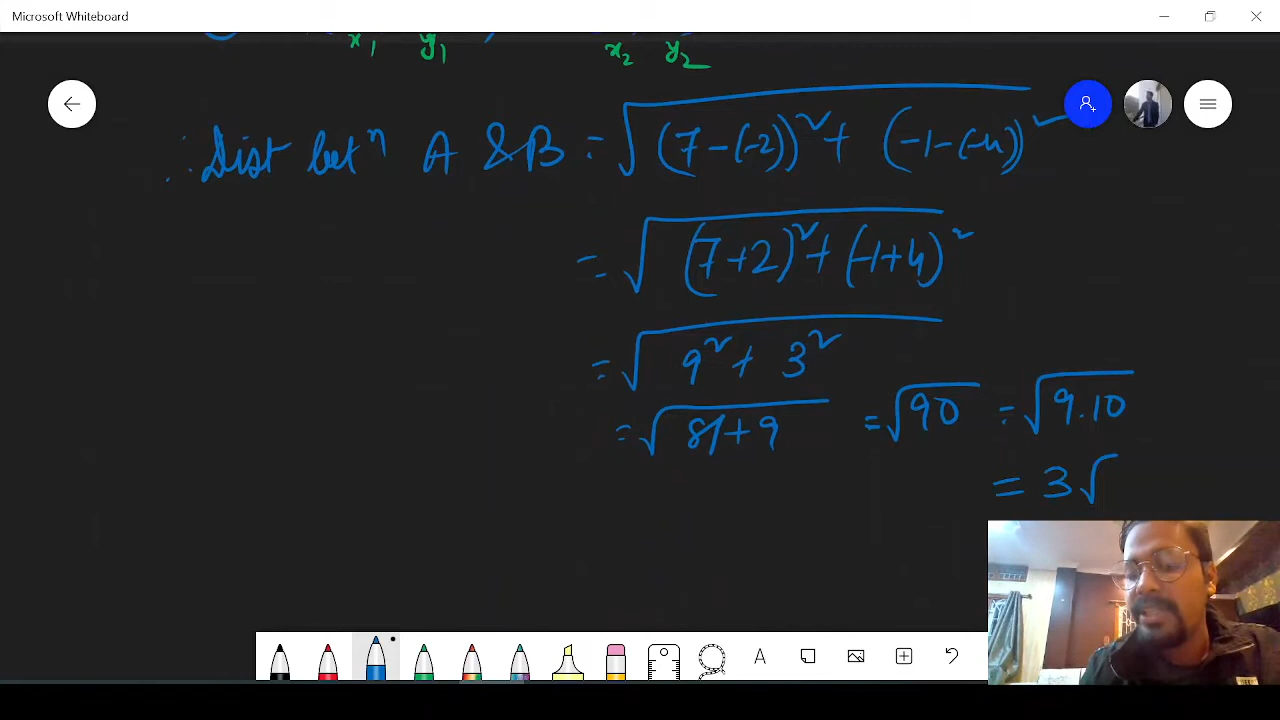 Microsoft Whiteboard
x₁ y₁ , x₂ y₂
∴ Dist betⁿ A & B = √(7-(-2))² + (-1-(-4))²
= √(7+2)² + (-1+4)²
= √9² + 3²
= √81+9 = √90 = √9.10
= 3√
A